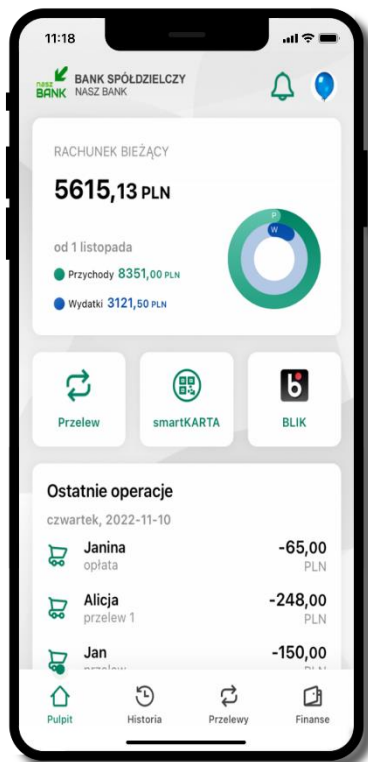 11:18
nasz BANK
BANK SPÓŁDZIELCZY
NASZ BANK
RACHUNEK BIEŻĄCY
5615,13 PLN
od 1 listopada
Przychody 8351,00 PLN
Wydatki 3121,50 PLN
P
W
Przelew
smartKARTA
BLIK
Ostatnie operacje
czwartek, 2022-11-10
Janina -65,00
opłata PLN
Alicja -248,00
przelew 1 PLN
Jan -150,00
Pulpit Historia Przelewy Finanse